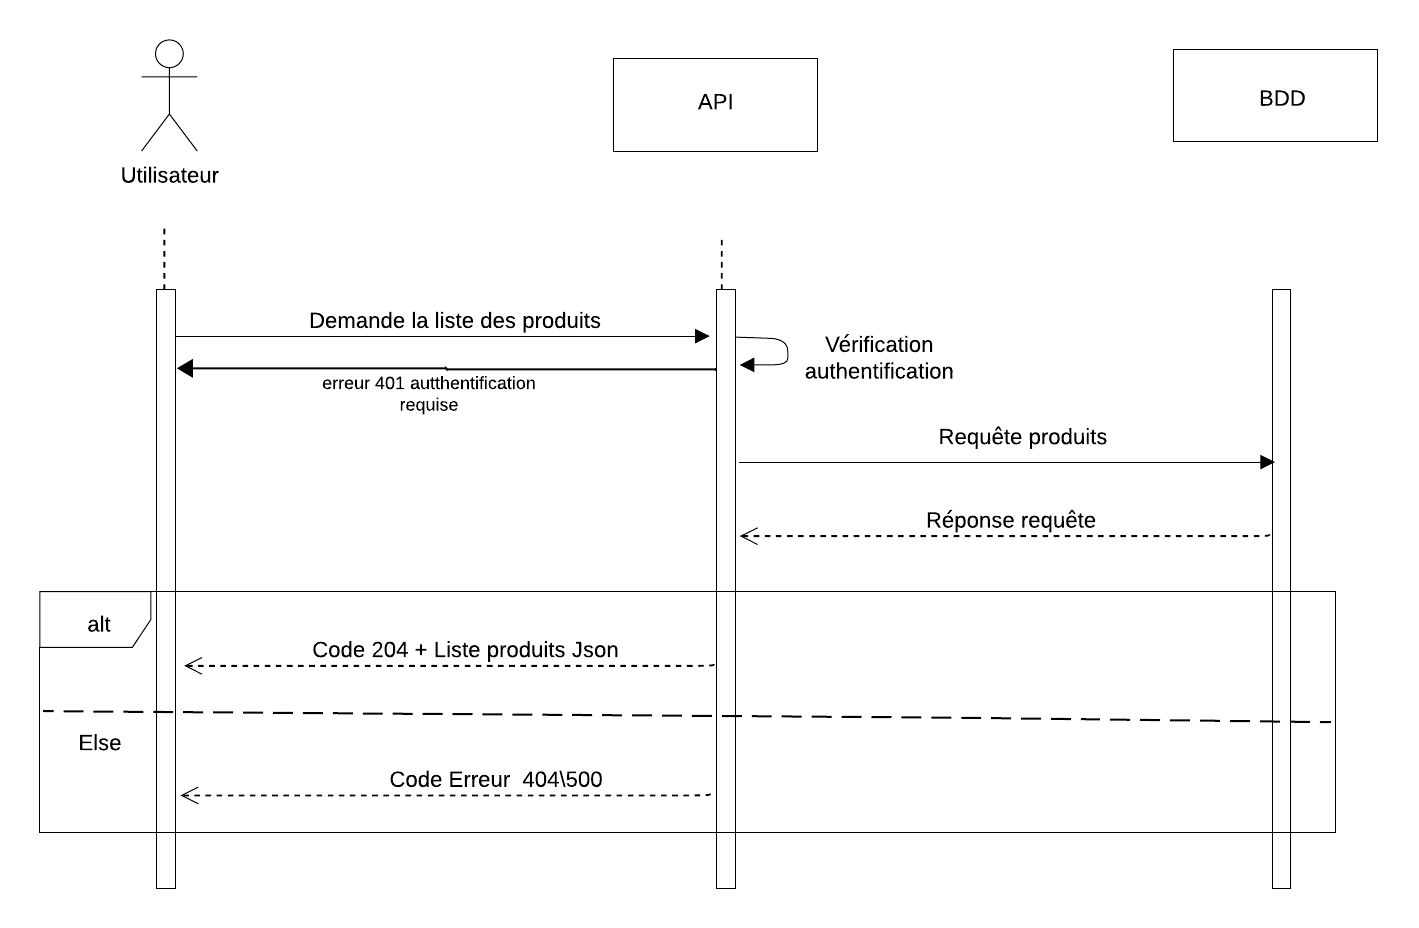 Utilisateur
API
BDD
Demande la liste des produits
Vérification
authentification
erreur 401 autthentification
requise
Requête produits
Réponse requête
alt
Code 204 + Liste produits Json
Else
Code Erreur  404\500